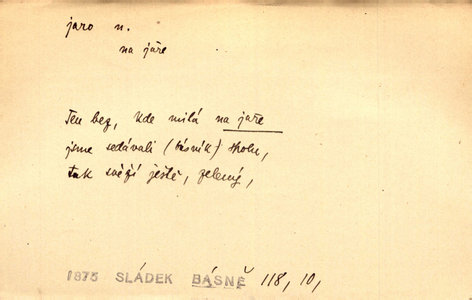 jaro n.
na jaře
Ten bez, kde milá na jaře
jsme sedávali (básník) spolu,
tak svěží ještě, zelený,
1875 SLÁDEK BÁSNĚ 118, 10,